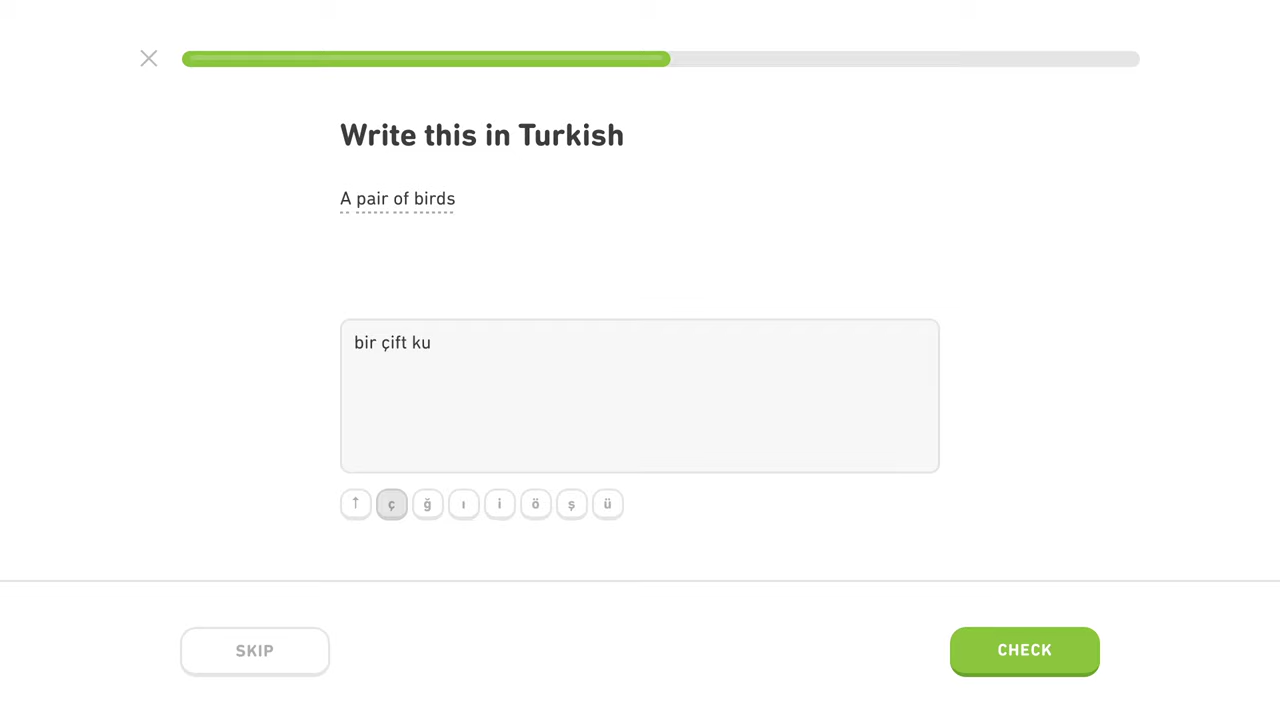 Write this in Turkish
A pair of birds
bir çift ku
↑ ç ğ ı i ö ş ü
SKIP
CHECK